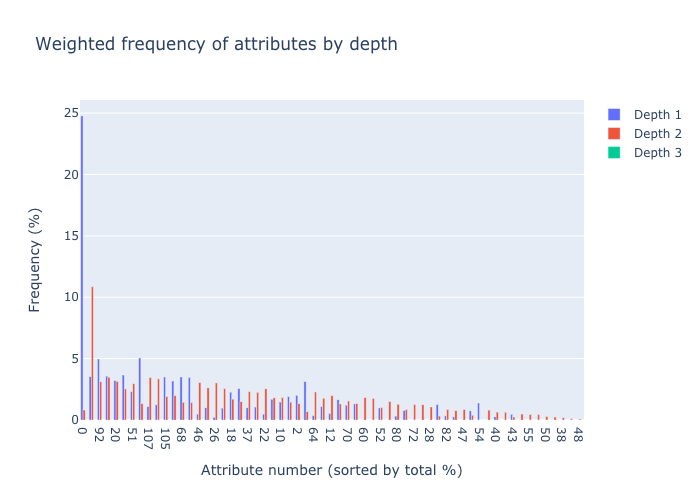 Weighted frequency of attributes by depth
Depth 1
Depth 2
Depth 3
25
20
15
10
5
0
Frequency (%)
0 92 20 51 107 105 68 46 26 18 37 22 10 2 64 12 70 60 52 80 72 28 82 47 54 40 43 55 50 38 48
Attribute number (sorted by total %)